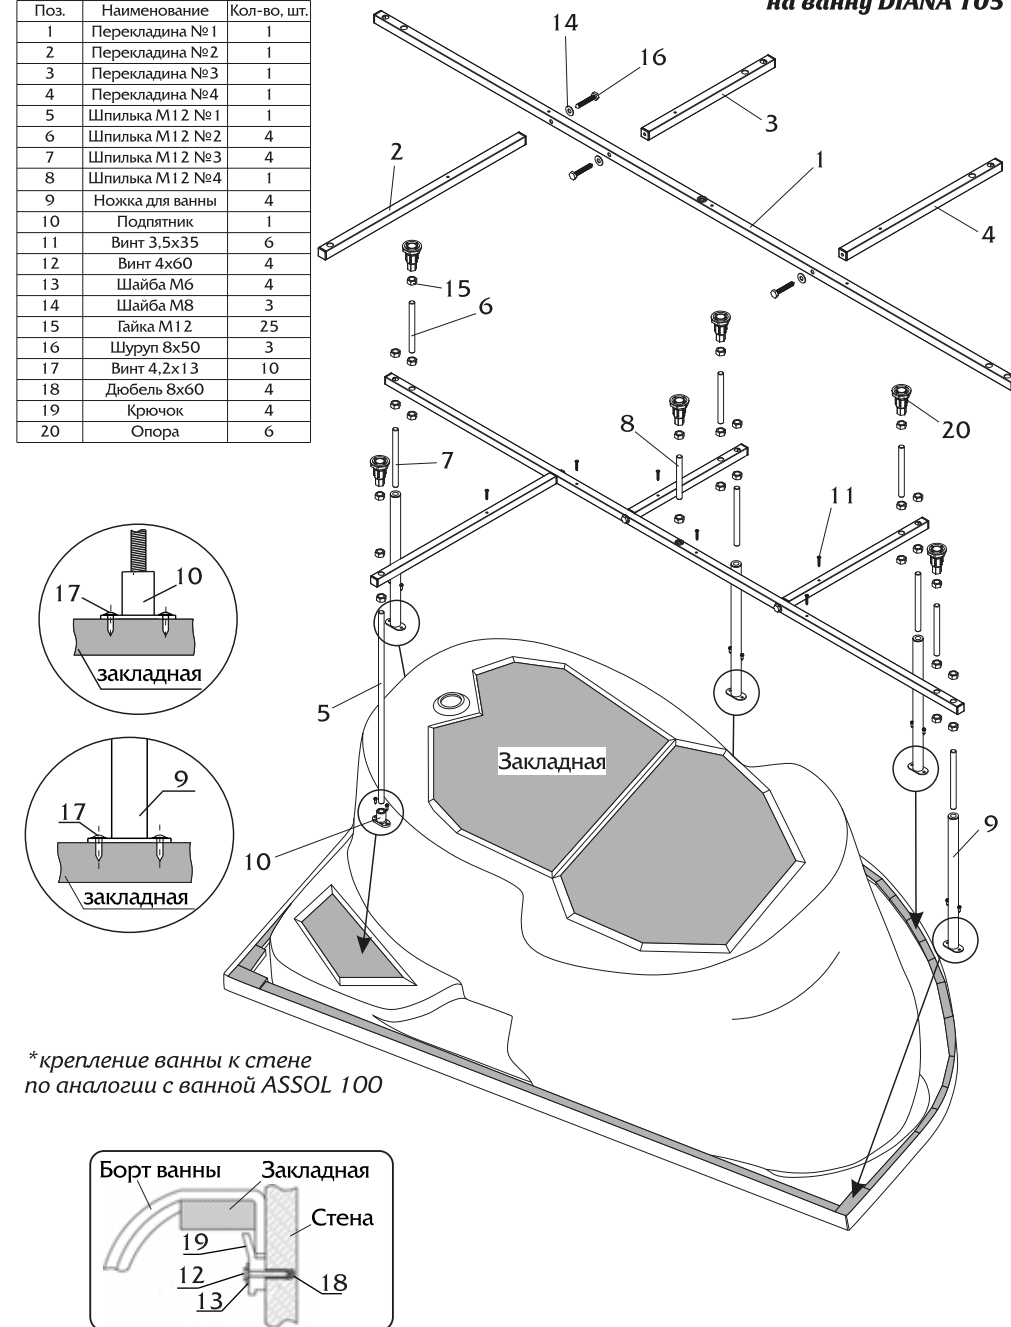 на ванну DIANA 105
Поз. Наименование Кол-во, шт.
1 Перекладина №1 1
2 Перекладина №2 1
3 Перекладина №3 1
4 Перекладина №4 1
5 Шпилька М12 №1 1
6 Шпилька М12 №2 4
7 Шпилька М12 №3 4
8 Шпилька М12 №4 1
9 Ножка для ванны 4
10 Подпятник 1
11 Винт 3,5х35 6
12 Винт 4х60 4
13 Шайба М6 4
14 Шайба М8 3
15 Гайка М12 25
16 Шуруп 8х50 3
17 Винт 4,2х13 10
18 Дюбель 8х60 4
19 Крючок 4
20 Опора 6
14
16
3
2
1
4
15
6
8
20
7
11
17
10
закладная
5
Закладная
9
17
закладная
10
9
*крепление ванны к стене
по аналогии с ванной ASSOL 100
Борт ванны
Закладная
Стена
19
12
13
18